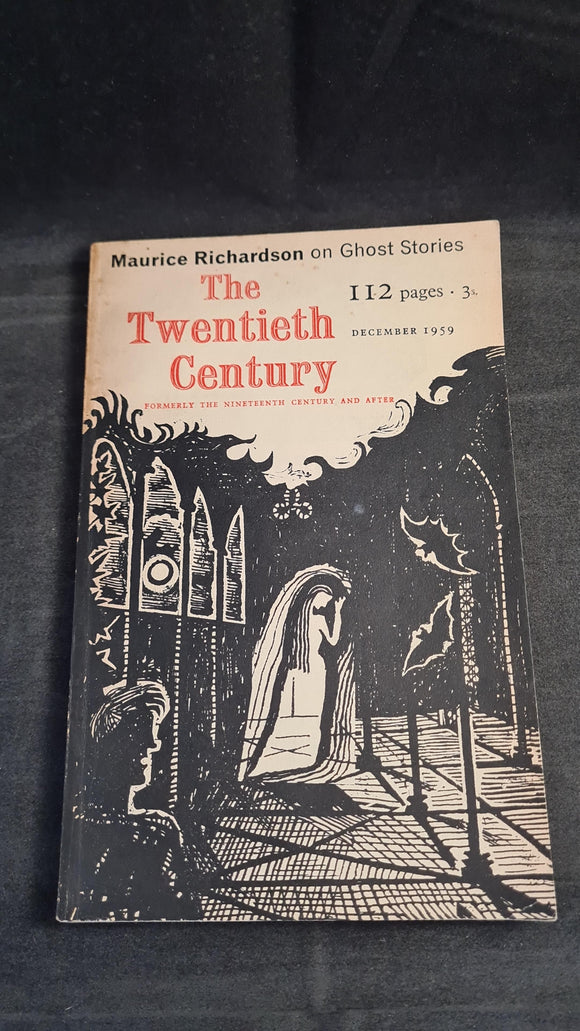 Maurice Richardson on Ghost Stories
The
Twentieth
Century
112 pages · 3s.
DECEMBER 1959
FORMERLY THE NINETEENTH CENTURY AND AFTER